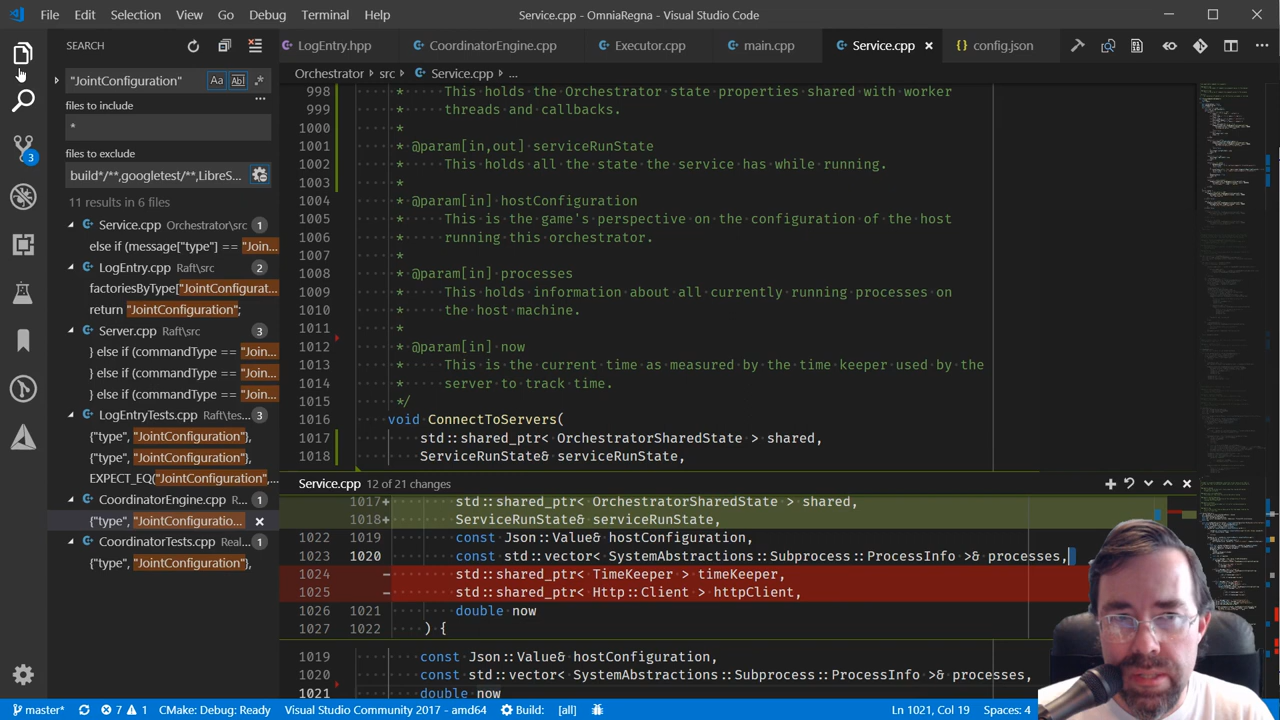 File Edit Selection View Go Debug Terminal Help
Service.cpp - OmniaRegna - Visual Studio Code
SEARCH
LogEntry.hpp CoordinatorEngine.cpp Executor.cpp main.cpp Service.cpp config.json
Orchestrator > src > Service.cpp > ...
"JointConfiguration"
files to include
*
files to exclude
build*/**,googletest/**,LibreS...
11 results in 6 files
Service.cpp Orchestrator\src 1
else if (message["type"] == "Join...
LogEntry.cpp Raft\src 2
factoriesByType["JointConfigurat...
return "JointConfiguration";
Server.cpp Raft\src 3
} else if (commandType == "Join...
} else if (commandType == "Join...
} else if (commandType == "Join...
LogEntryTests.cpp Raft\tes... 3
{"type", "JointConfiguration"},
{"type", "JointConfiguration"},
EXPECT_EQ("JointConfiguration",...
CoordinatorEngine.cpp 1
{"type", "JointConfiguratio...
CoordinatorTests.cpp Real... 1
{"type", "JointConfiguration"},
3
998 * This holds the Orchestrator state properties shared with worker
999 * threads and callbacks.
1000 *
1001 * @param[in,out] serviceRunState
1002 * This holds all the state the service has while running.
1003 *
1004 * @param[in] hostConfiguration
1005 * This is the game's perspective on the configuration of the host
1006 * running this orchestrator.
1007 *
1008 * @param[in] processes
1009 * This holds information about all currently running processes on
1010 * the host machine.
1011 *
1012 * @param[in] now
1013 * This is the current time as measured by the time keeper used by the
1014 * server to track time.
1015 */
1016 void ConnectToServers(
1017 std::shared_ptr< OrchestratorSharedState > shared,
1018 ServiceRunState& serviceRunState,
Service.cpp 12 of 21 changes
1017+ std::shared_ptr< OrchestratorSharedState > shared,
1018+ ServiceRunState& serviceRunState,
1022 1019 const Json::Value& hostConfiguration,
1023 1020 const std::vector< SystemAbstractions::Subprocess::ProcessInfo >& processes,
1024 - std::shared_ptr< TimeKeeper > timeKeeper,
1025 - std::shared_ptr< Http::Client > httpClient,
1026 1021 double now
1027 1022 ) {
1019 const Json::Value& hostConfiguration,
1020 const std::vector< SystemAbstractions::Subprocess::ProcessInfo >& processes,
1021 double now
master* 7 1 CMake: Debug: Ready Visual Studio Community 2017 - amd64 Build: [all] Ln 1021, Col 19 Spaces: 4